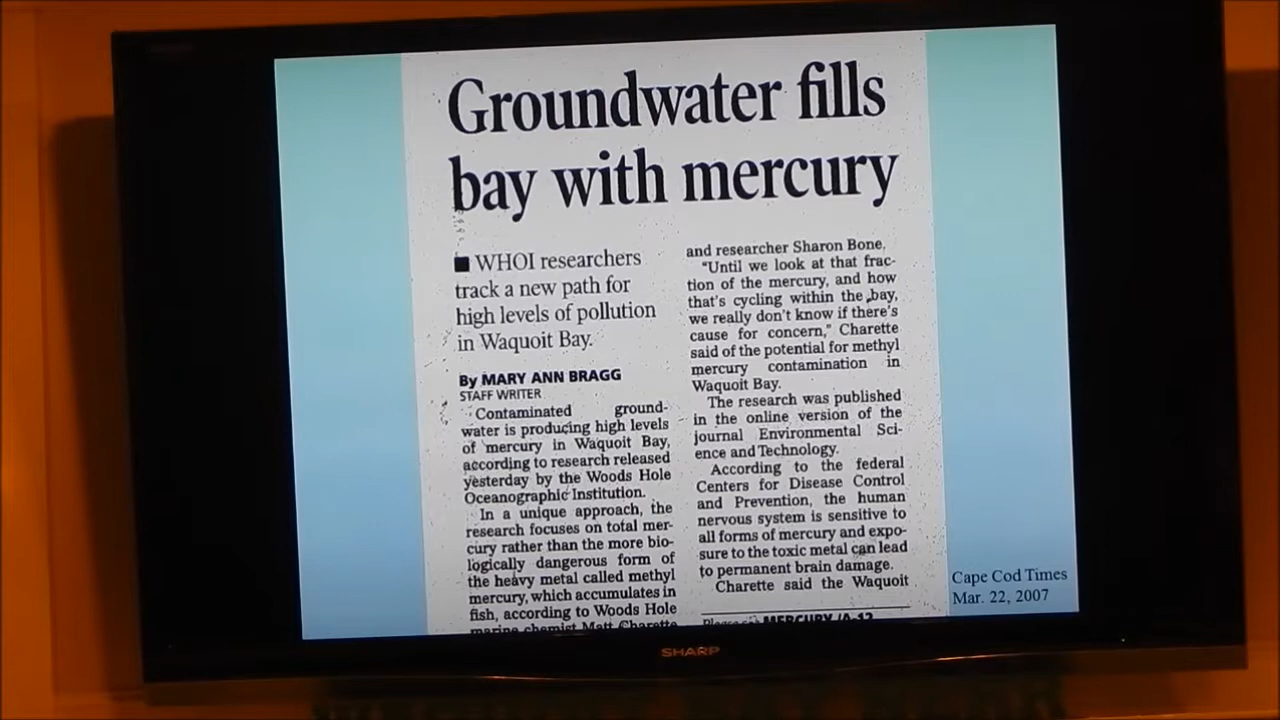 Groundwater fills
bay with mercury
■ WHOI researchers
track a new path for
high levels of pollution
in Waquoit Bay.
By MARY ANN BRAGG
STAFF WRITER
Contaminated ground-
water is producing high levels
of mercury in Waquoit Bay,
according to research released
yesterday by the Woods Hole
Oceanographic Institution.
In a unique approach, the
research focuses on total mer-
cury rather than the more bio-
logically dangerous form of
the heavy metal called methyl
mercury, which accumulates in
fish, according to Woods Hole
marine chemist Matt Charette
and researcher Sharon Bone.
"Until we look at that frac-
tion of the mercury, and how
that's cycling within the bay,
we really don't know if there's
cause for concern," Charette
said of the potential for methyl
mercury contamination in
Waquoit Bay.
The research was published
in the online version of the
journal Environmental Sci-
ence and Technology.
According to the federal
Centers for Disease Control
and Prevention, the human
nervous system is sensitive to
all forms of mercury and expo-
sure to the toxic metal can lead
to permanent brain damage.
Charette said the Waquoit
Please see MERCURY /A-12
Cape Cod Times
Mar. 22, 2007
SHARP